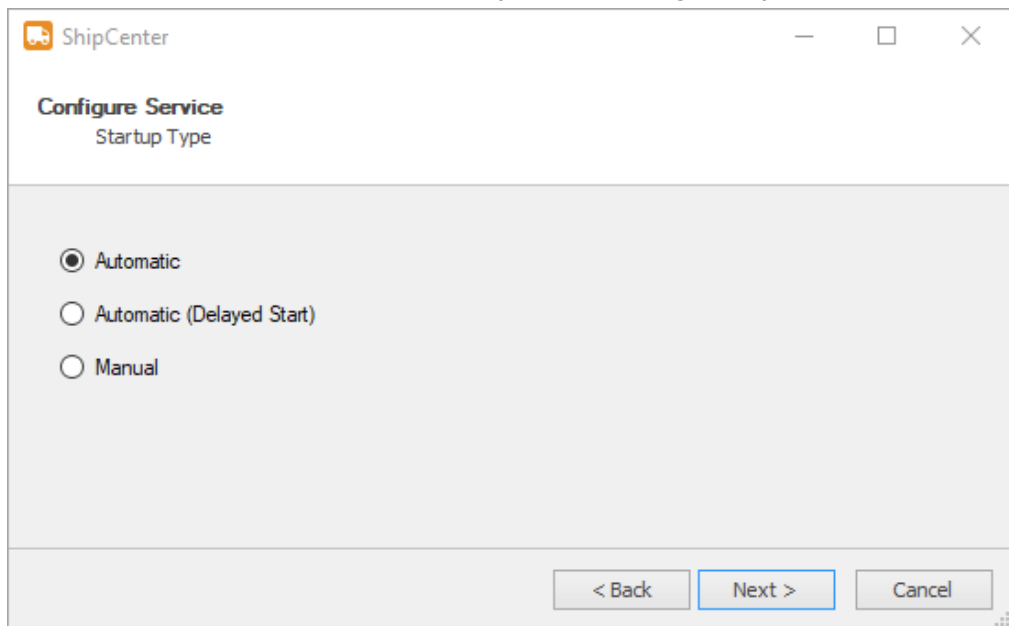 ShipCenter
Configure Service
Startup Type
Automatic
Automatic (Delayed Start)
Manual
< Back
Next >
Cancel